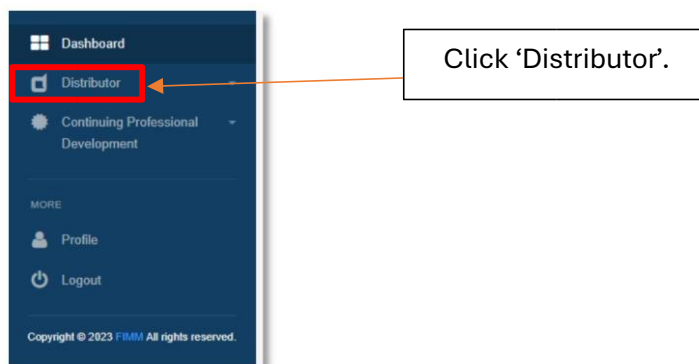 Dashboard
Distributor
Click ‘Distributor’.
Continuing Professional
Development
MORE
Profile
Logout
Copyright © 2023 FIMM All rights reserved.